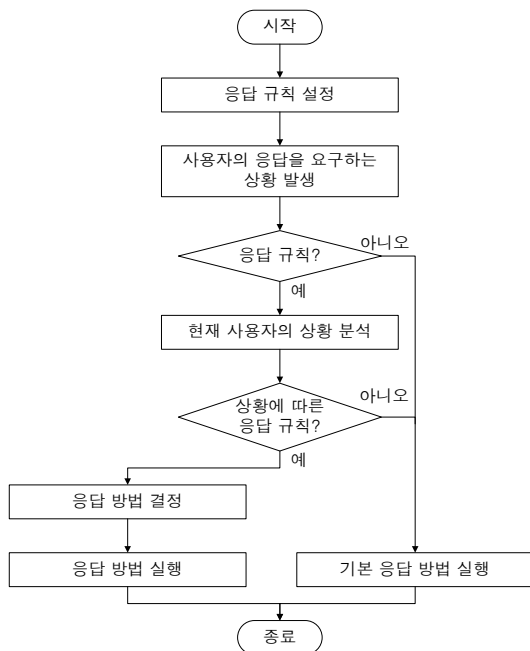 시작
응답 규칙 설정
사용자의 응답을 요구하는
상황 발생
응답 규칙?
아니오
예
현재 사용자의 상황 분석
상황에 따른
응답 규칙?
아니오
예
응답 방법 결정
응답 방법 실행
기본 응답 방법 실행
종료